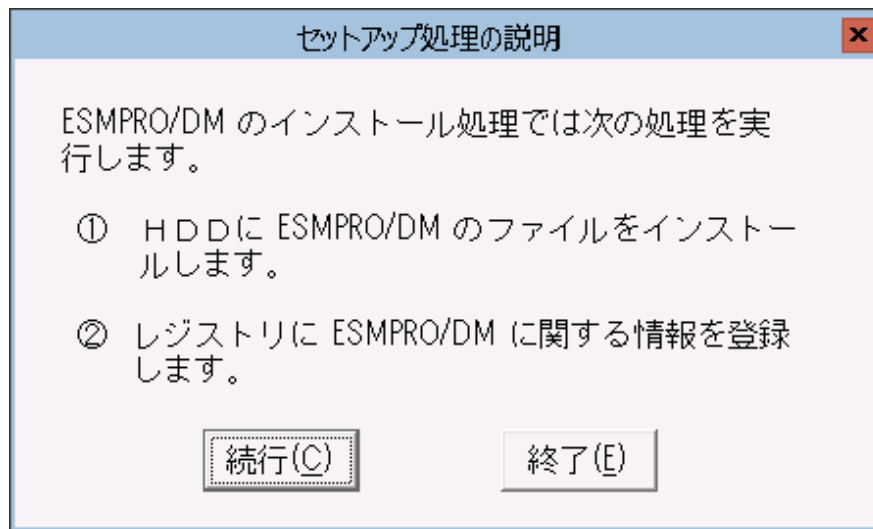 セットアップ処理の説明
ESMPRO/DM のインストール処理では次の処理を実
行します。
① ＨＤＤに ESMPRO/DM のファイルをインストー
ルします。
② レジストリに ESMPRO/DM に関する情報を登録
します。
続行(C) 終了(E)